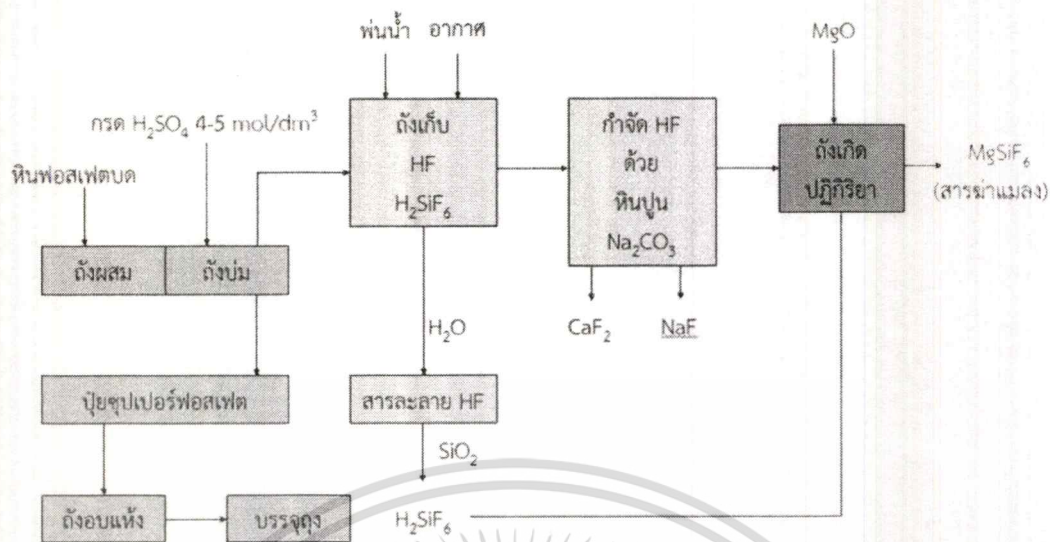 พ่นน้ำ อากาศ
MgO
กรด H₂SO₄ 4-5 mol/dm³
หินฟอสเฟตบด
ถังเก็บ
HF
H₂SiF₆
กำจัด HF
ด้วย
หินปูน
Na₂CO₃
ถังเกิด
ปฏิกิริยา
MgSiF₆
(สารฆ่าแมลง)
ถังผสม
ถังบ่ม
H₂O
CaF₂
NaF
ปุ๋ยซุปเปอร์ฟอสเฟต
สารละลาย HF
SiO₂
ถังอบแห้ง
บรรจุถุง
H₂SiF₆